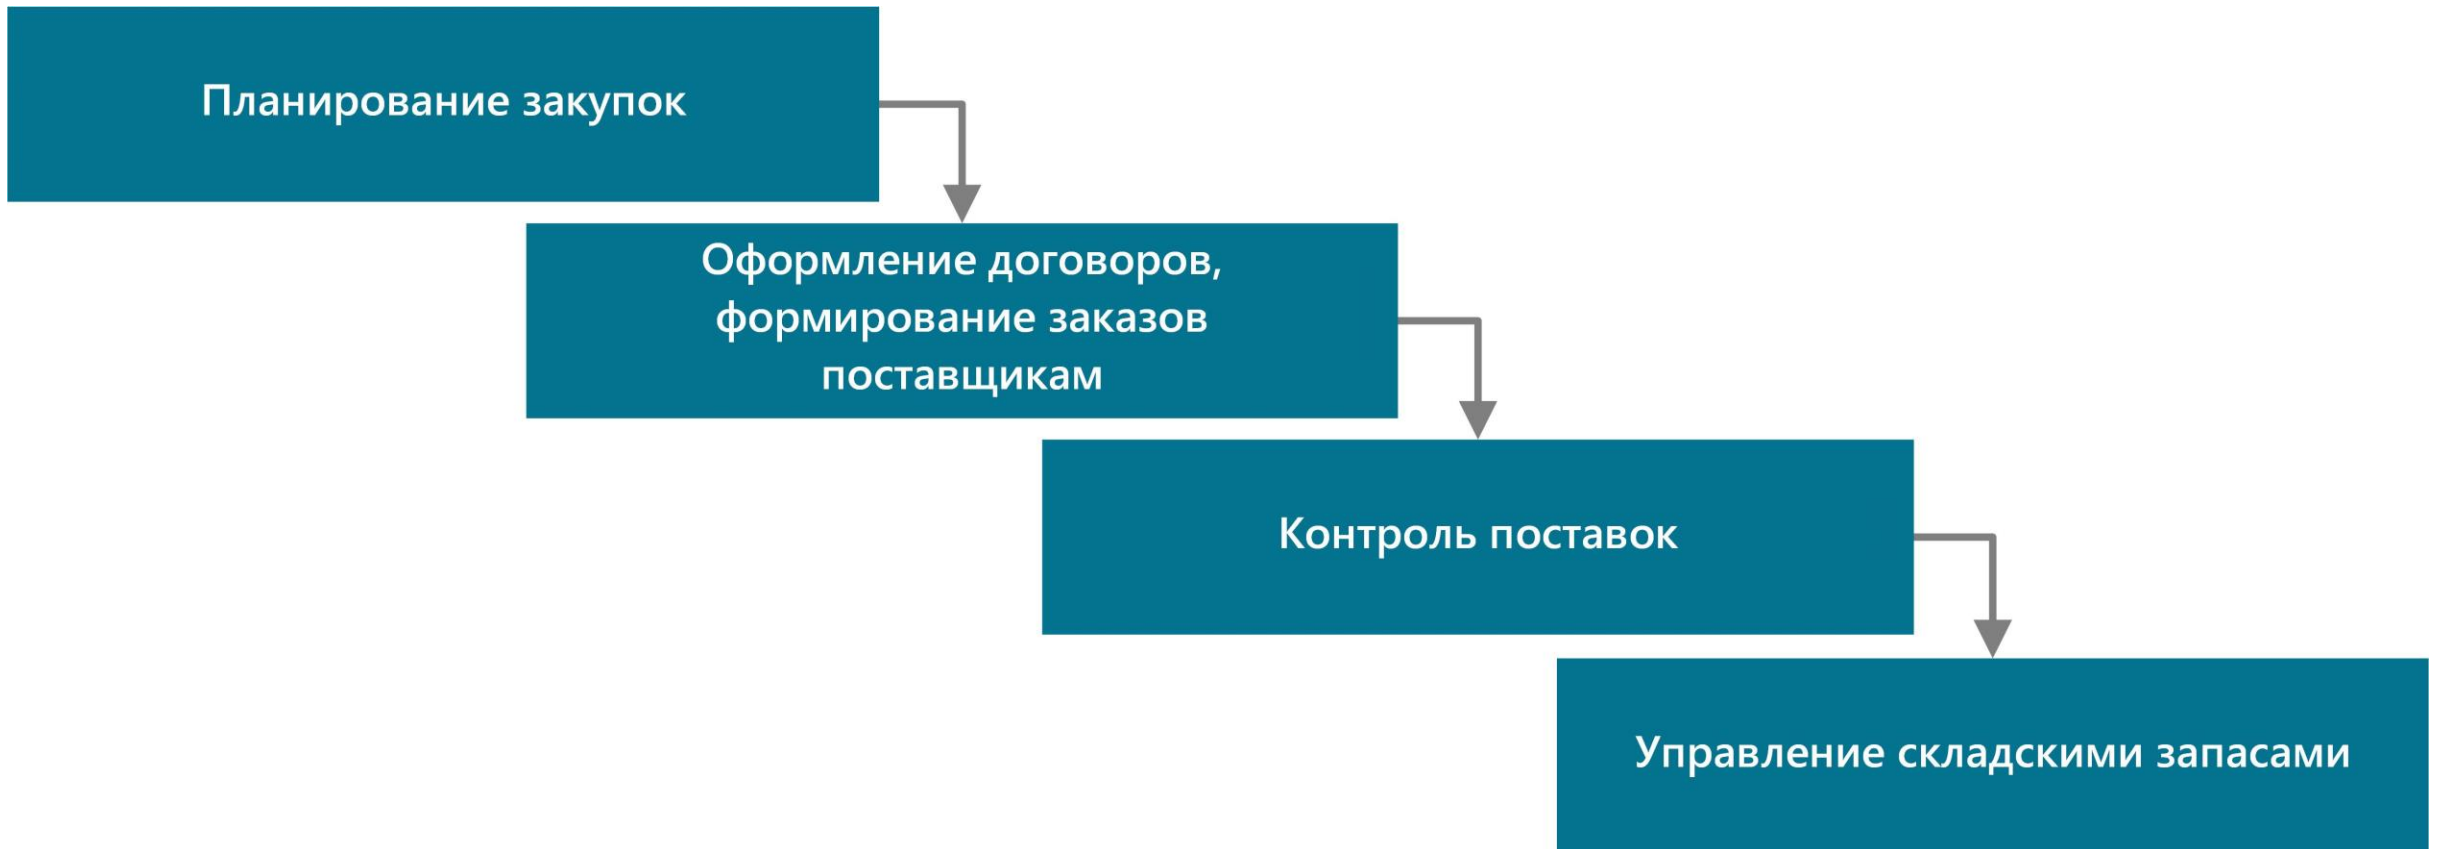 Планирование закупок
Оформление договоров,
формирование заказов
поставщикам
Контроль поставок
Управление складскими запасами